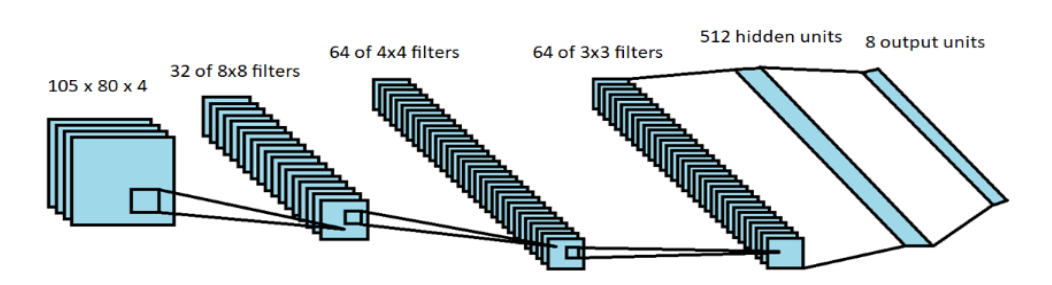 105 x 80 x 4
32 of 8x8 filters
64 of 4x4 filters
64 of 3x3 filters
512 hidden units
8 output units